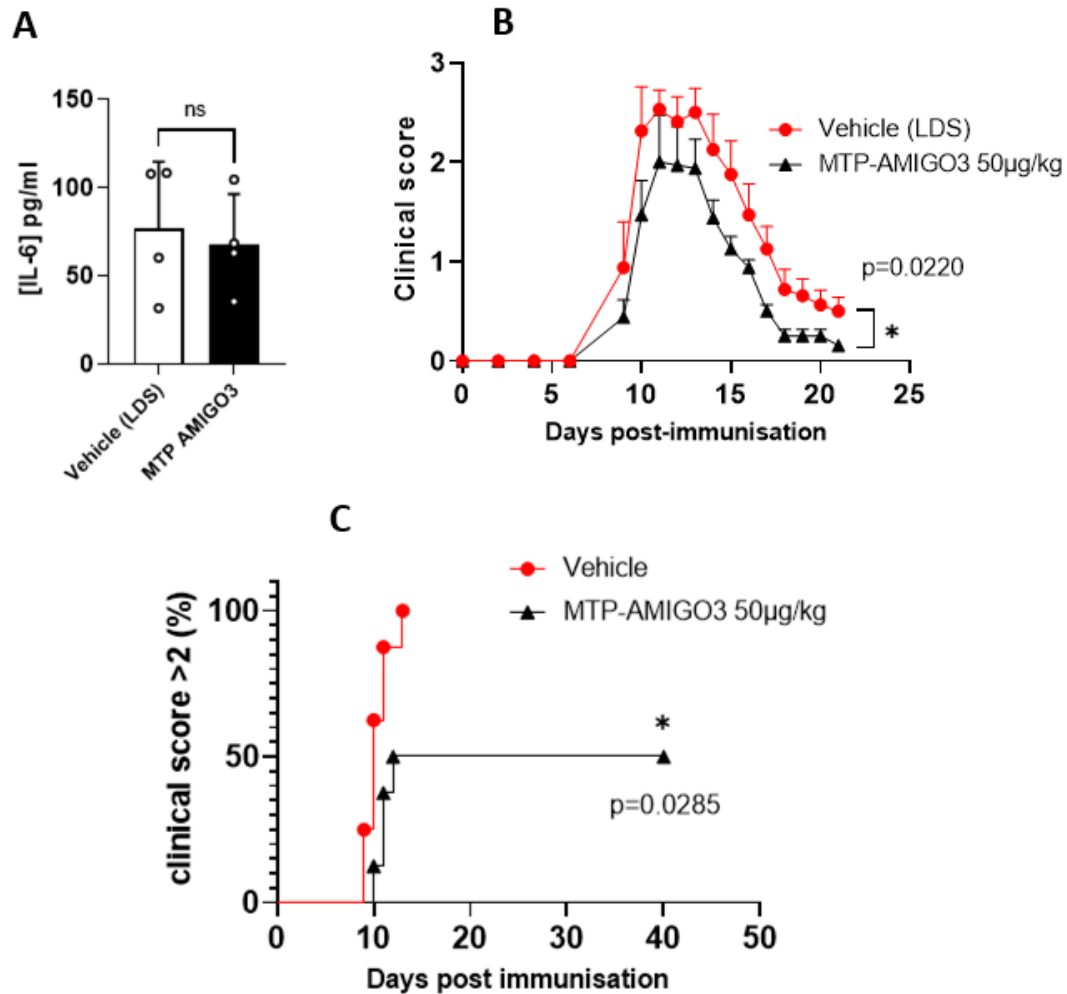 A
B
150
100
50
0
ns
[IL-6] pg/ml
Vehicle (LDS)
MTP AMIGO3
3
2
1
0
Clinical score
Vehicle (LDS)
MTP-AMIGO3 50µg/kg
p=0.0220
*
0 5 10 15 20 25
Days post-immunisation
C
Vehicle
MTP-AMIGO3 50µg/kg
100
50
0
clinical score >2 (%)
*
p=0.0285
0 10 20 30 40 50
Days post immunisation